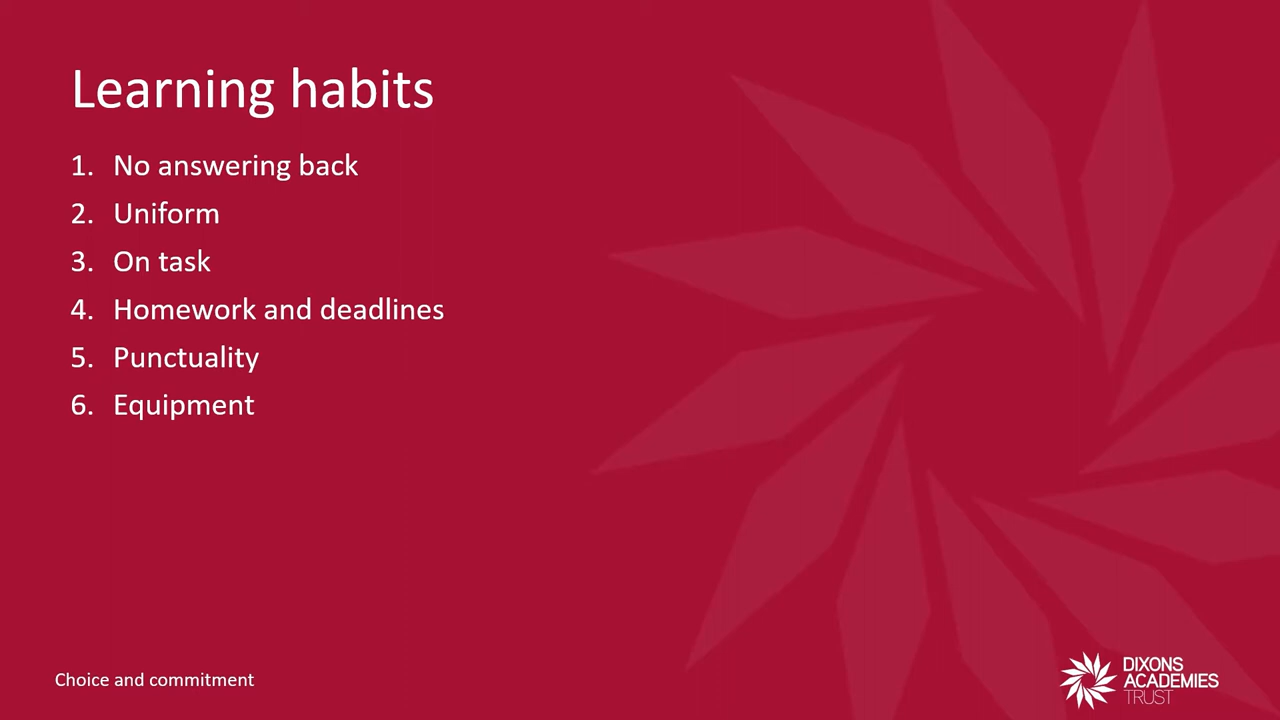 Learning habits
1. No answering back
2. Uniform
3. On task
4. Homework and deadlines
5. Punctuality
6. Equipment
Choice and commitment
DIXONS
ACADEMIES
TRUST